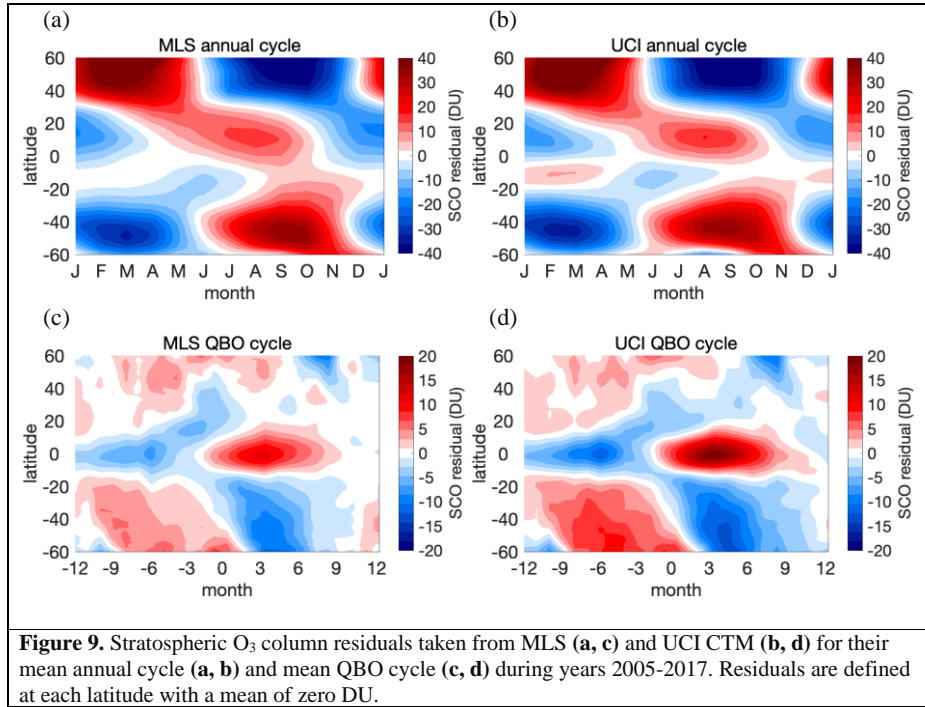 (a)
(b)
MLS annual cycle
UCI annual cycle
60
40
20
0
-20
-40
-60
latitude
J F M A M J J A S O N D J
month
40
30
20
10
0
-10
-20
-30
-40
SCO residual (DU)
60
40
20
0
-20
-40
-60
latitude
J F M A M J J A S O N D J
month
40
30
20
10
0
-10
-20
-30
-40
SCO residual (DU)
(c)
(d)
MLS QBO cycle
UCI QBO cycle
60
40
20
0
-20
-40
-60
latitude
-12 -9 -6 -3 0 3 6 9 12
month
20
15
10
5
0
-5
-10
-15
-20
SCO residual (DU)
60
40
20
0
-20
-40
-60
latitude
-12 -9 -6 -3 0 3 6 9 12
month
20
15
10
5
0
-5
-10
-15
-20
SCO residual (DU)
Figure 9. Stratospheric O₃ column residuals taken from MLS (a, c) and UCI CTM (b, d) for their
mean annual cycle (a, b) and mean QBO cycle (c, d) during years 2005-2017. Residuals are defined
at each latitude with a mean of zero DU.